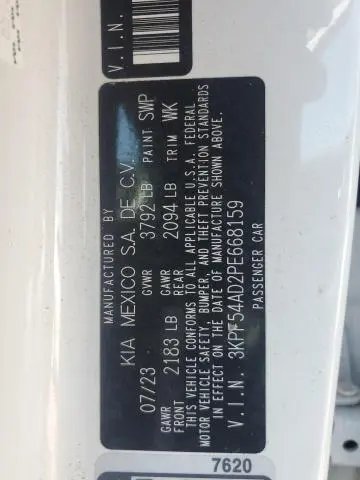 V.I.N.
MANUFACTURED BY
KIA MEXICO S.A. DE C.V.
07/23 GVWR 3792 LB PAINT SWP
GAWR FRONT 2183 LB GAWR REAR 2094 LB TRIM WK
THIS VEHICLE CONFORMS TO ALL APPLICABLE U.S.A. FEDERAL
MOTOR VEHICLE SAFETY, BUMPER, AND THEFT PREVENTION STANDARDS
IN EFFECT ON THE DATE OF MANUFACTURE SHOWN ABOVE.
V.I.N. 3KPF54AD2PE668159
PASSENGER CAR
7620